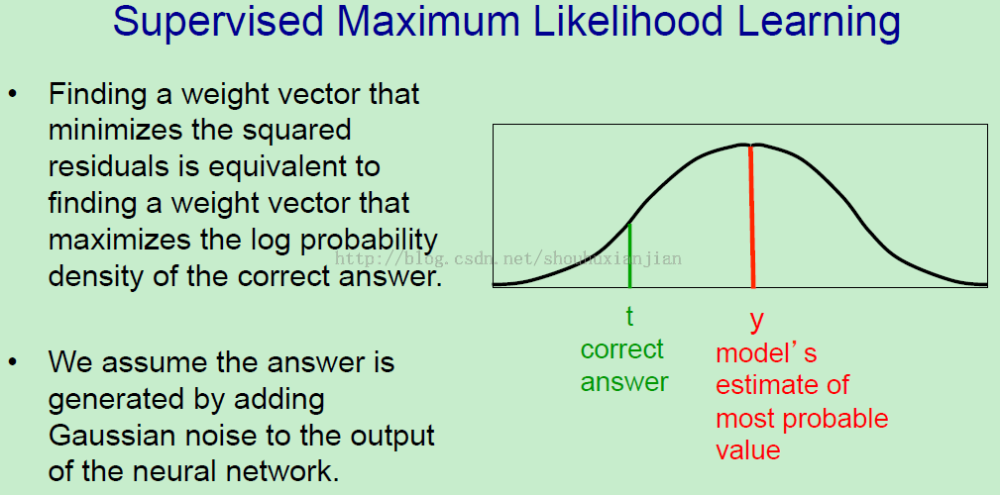 Supervised Maximum Likelihood Learning
• Finding a weight vector that
minimizes the squared
residuals is equivalent to
finding a weight vector that
maximizes the log probability
density of the correct answer.
• We assume the answer is
generated by adding
Gaussian noise to the output
of the neural network.
http://blog.csdn.net/shouhuxianjian
t
correct
answer
y
model’s
estimate of
most probable
value